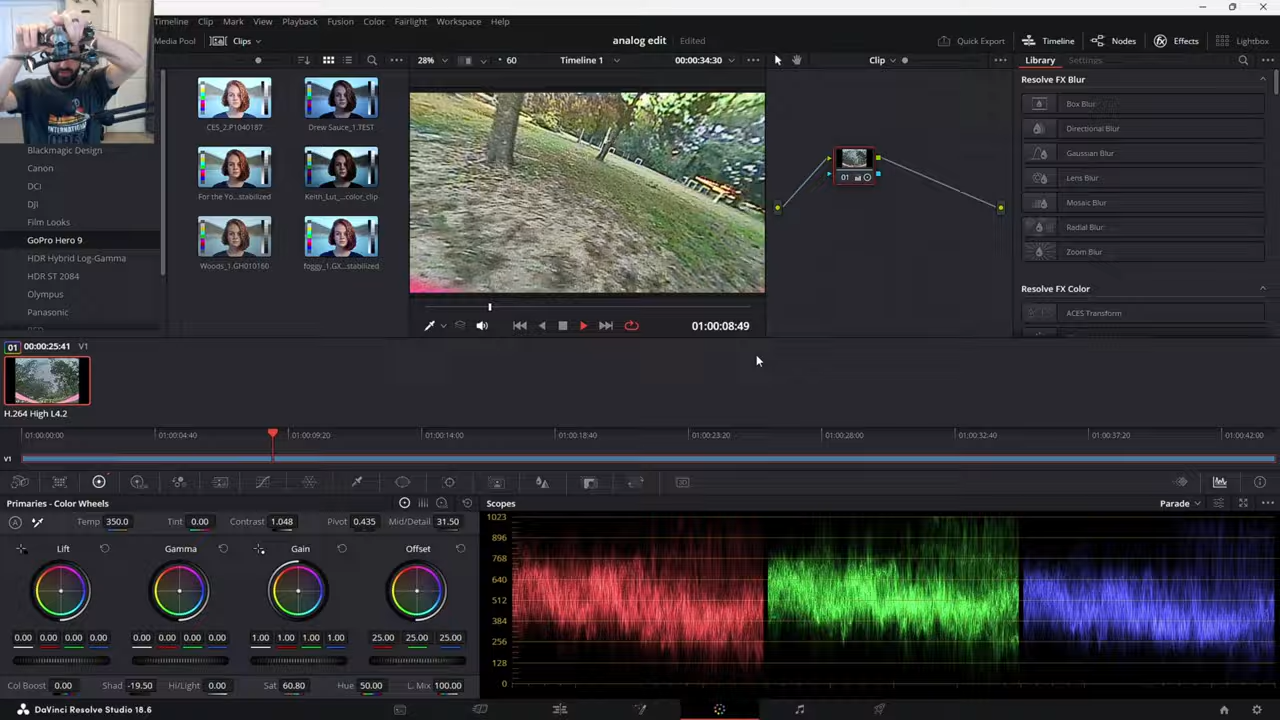 Timeline Clip Mark View Playback Fusion Color Fairlight Workspace Help
Media Pool Clips analog edit Edited Quick Export Timeline Nodes Effects Lightbox
28% 60 Timeline 1 00:00:34:30 Clip Library Settings
INTERNATIONAL
Blackmagic Design
Canon
DCI
DJI
Film Looks
GoPro Hero 9
HDR Hybrid Log-Gamma
HDR ST 2084
Olympus
Panasonic
CES_2.P1040187 Drew Sauce_1.TEST
For the Yo...stabilized Keith_Lut_...color_clip
Woods_1.GH010160 foggy_1.GX...stabilized
01:00:08:49
01
Resolve FX Blur
Box Blur
Directional Blur
Gaussian Blur
Lens Blur
Mosaic Blur
Radial Blur
Zoom Blur
Resolve FX Color
ACES Transform
01 00:00:25:41 V1
H.264 High L4.2
01:00:00:00 01:00:04:40 01:00:09:20 01:00:14:00 01:00:18:40 01:00:23:20 01:00:28:00 01:00:32:40 01:00:37:20 01:00:42:00
V1
Primaries - Color Wheels
Temp 350.0 Tint 0.00 Contrast 1.048 Pivot 0.435 Mid/Detail 31.50
Lift Gamma Gain Offset
0.00 0.00 0.00 0.00 0.00 0.00 0.00 0.00 1.00 1.00 1.00 1.00 25.00 25.00 25.00
Col Boost 0.00 Shad -19.50 Hi/Light 0.00 Sat 60.80 Hue 50.00 L. Mix 100.00
Scopes Parade
1023
896
768
640
512
384
256
128
0
DaVinci Resolve Studio 18.6